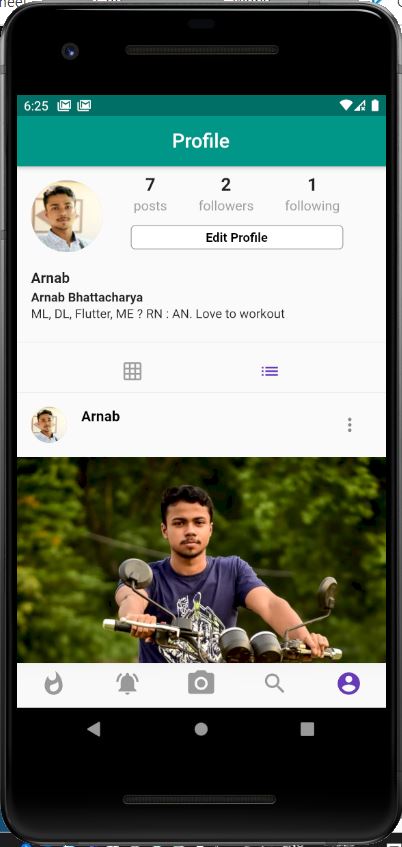 6:25
Profile
7 2 1
posts followers following
Edit Profile
Arnab
Arnab Bhattacharya
ML, DL, Flutter, ME ? RN : AN. Love to workout
Arnab